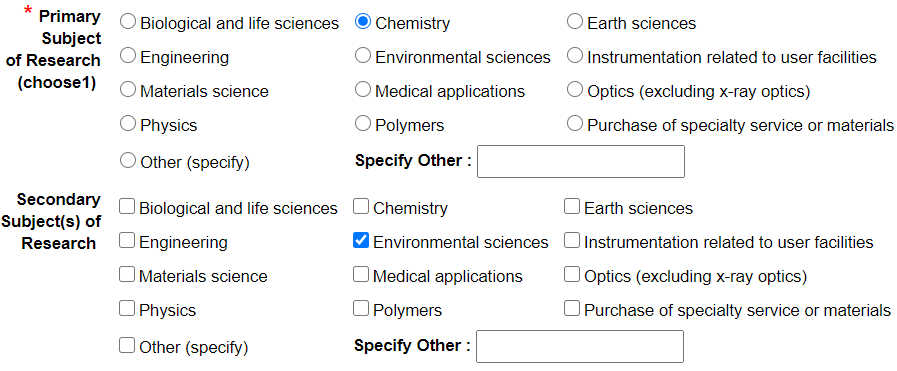 * Primary Subject of Research (choose1)
Biological and life sciences Chemistry Earth sciences
Engineering Environmental sciences Instrumentation related to user facilities
Materials science Medical applications Optics (excluding x-ray optics)
Physics Polymers Purchase of specialty service or materials
Other (specify) Specify Other :
Secondary Subject(s) of Research
Biological and life sciences Chemistry Earth sciences
Engineering Environmental sciences Instrumentation related to user facilities
Materials science Medical applications Optics (excluding x-ray optics)
Physics Polymers Purchase of specialty service or materials
Other (specify) Specify Other :